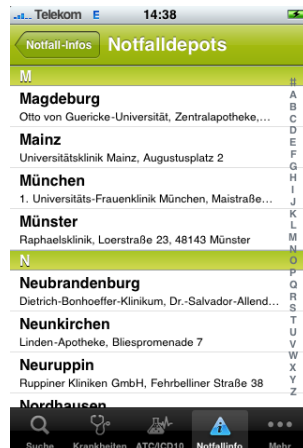 Telekom E 14:38
Notfall-Infos Notfalldepots
M
Magdeburg
Otto von Guericke-Universität, Zentralapotheke,...
Mainz
Universitätsklinik Mainz, Augustusplatz 2
München
1. Universitäts-Frauenklinik München, Maistraße...
Münster
Raphaelsklinik, Loerstraße 23, 48143 Münster
N
Neubrandenburg
Dietrich-Bonhoeffer-Klinikum, Dr.-Salvador-Allend...
Neunkirchen
Linden-Apotheke, Bliespromenade 7
Neuruppin
Ruppiner Kliniken GmbH, Fehrbelliner Straße 38
Nordhausen
#
A
B
C
D
E
F
G
H
I
J
K
L
M
N
O
P
Q
R
S
T
U
V
W
X
Y
Z
Suche Krankheiten ATC/ICD10 Notfallinfo Mehr